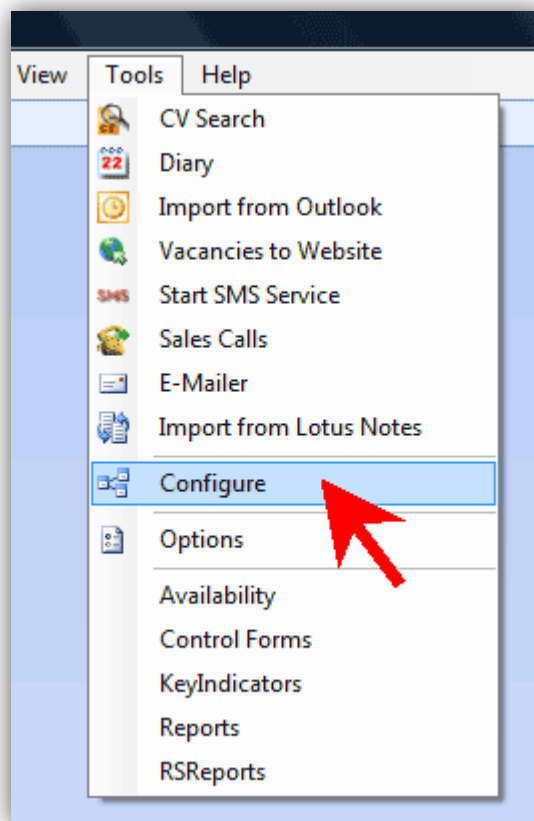 View Tools Help
CV Search
22 Diary
Import from Outlook
Vacancies to Website
SMS Start SMS Service
Sales Calls
E-Mailer
Import from Lotus Notes
Configure
Options
Availability
Control Forms
KeyIndicators
Reports
RSReports